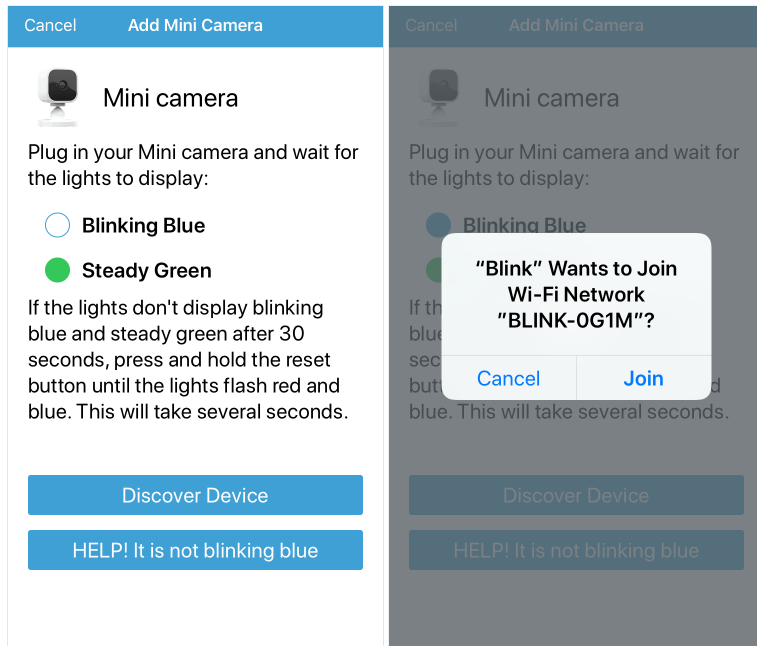 Cancel
Add Mini Camera
Mini camera
Plug in your Mini camera and wait for
the lights to display:
Blinking Blue
Steady Green
If the lights don't display blinking
blue and steady green after 30
seconds, press and hold the reset
button until the lights flash red and
blue. This will take several seconds.
Discover Device
HELP! It is not blinking blue
Cancel
Add Mini Camera
Mini camera
Plug in your Mini camera and wait for
the lights to display:
Blinking Blue
“Blink” Wants to Join
Wi-Fi Network
"BLINK-0G1M"?
Cancel
Join
If th
blue
sec
butt
d
blue. This will take several seconds.
Discover Device
HELP! It is not blinking blue